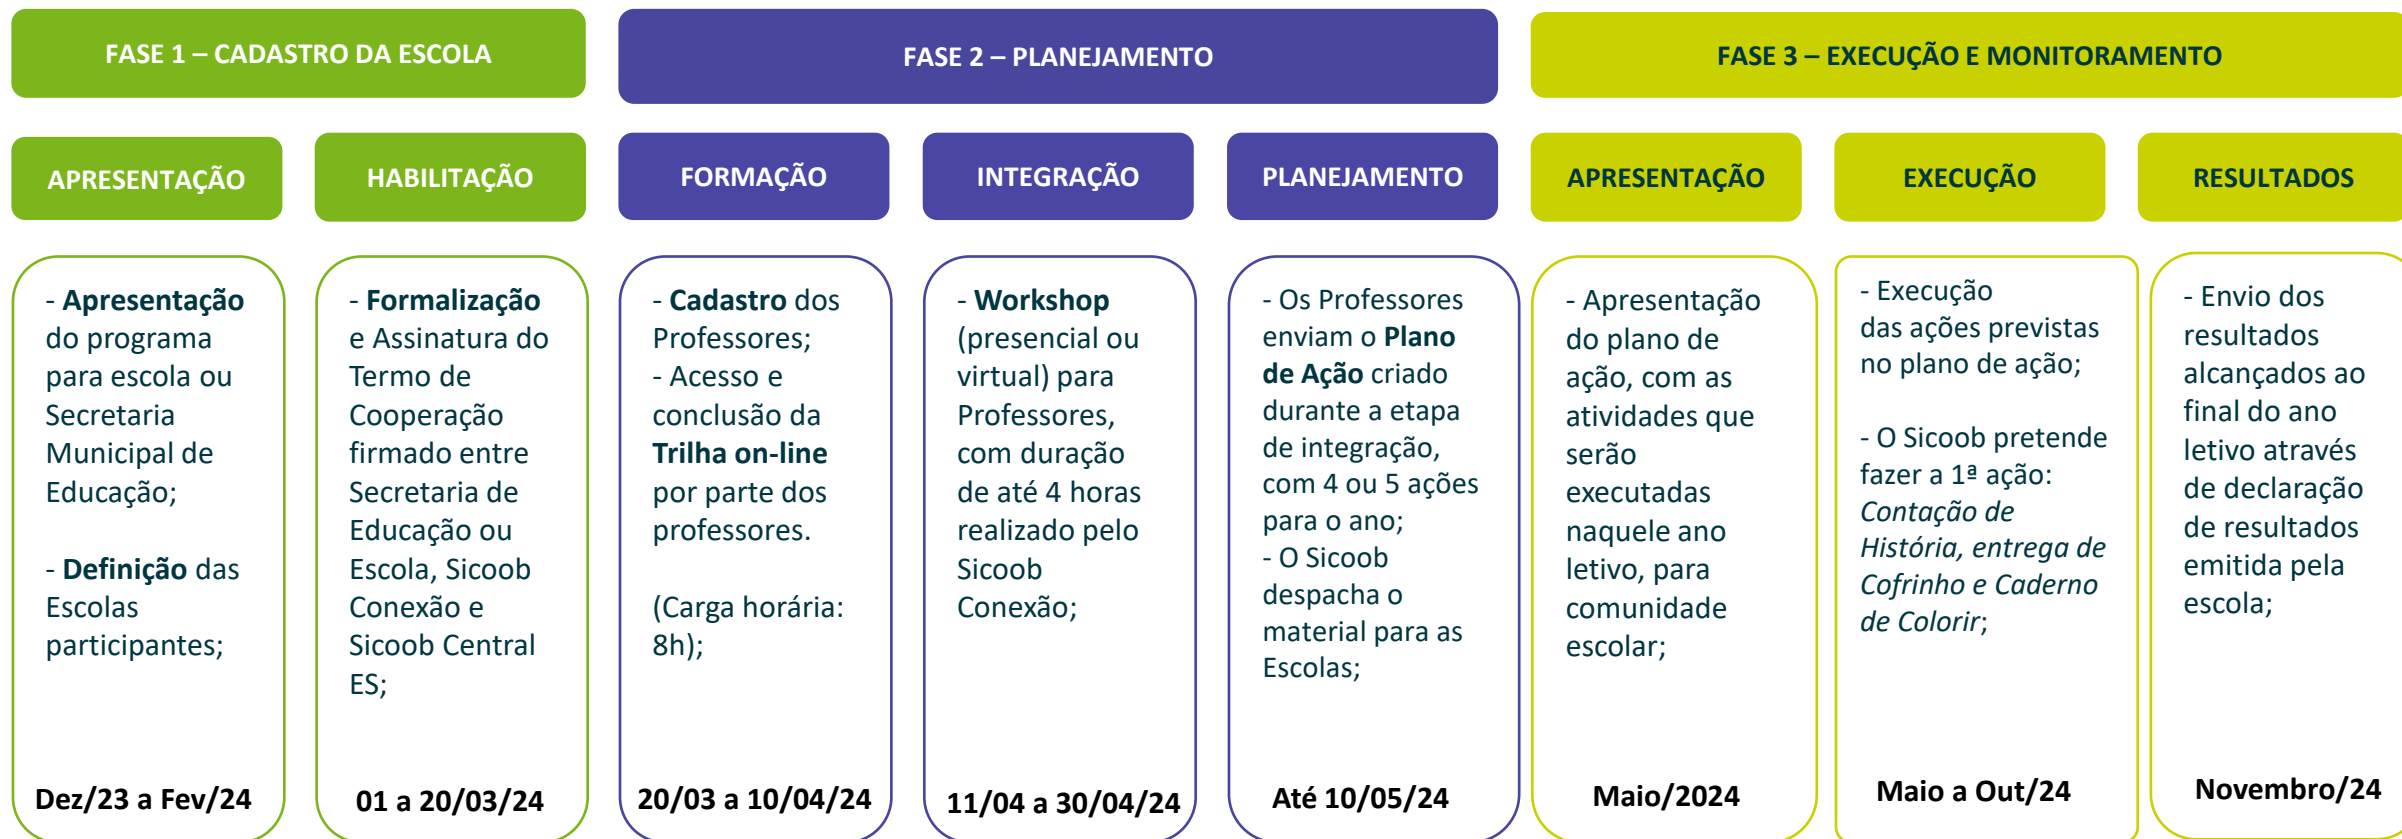 FASE 1 – CADASTRO DA ESCOLA
FASE 2 – PLANEJAMENTO
FASE 3 – EXECUÇÃO E MONITORAMENTO
APRESENTAÇÃO
HABILITAÇÃO
FORMAÇÃO
INTEGRAÇÃO
PLANEJAMENTO
APRESENTAÇÃO
EXECUÇÃO
RESULTADOS
- Apresentação
do programa
para escola ou
Secretaria
Municipal de
Educação;
- Definição das
Escolas
participantes;
Dez/23 a Fev/24
- Formalização
e Assinatura do
Termo de
Cooperação
firmado entre
Secretaria de
Educação ou
Escola, Sicoob
Conexão e
Sicoob Central
ES;
01 a 20/03/24
- Cadastro dos
Professores;
- Acesso e
conclusão da
Trilha on-line
por parte dos
professores.
(Carga horária:
8h);
20/03 a 10/04/24
- Workshop
(presencial ou
virtual) para
Professores,
com duração
de até 4 horas
realizado pelo
Sicoob
Conexão;
11/04 a 30/04/24
- Os Professores
enviam o Plano
de Ação criado
durante a etapa
de integração,
com 4 ou 5 ações
para o ano;
- O Sicoob
despacha o
material para as
Escolas;
Até 10/05/24
- Apresentação
do plano de
ação, com as
atividades que
serão
executadas
naquele ano
letivo, para
comunidade
escolar;
Maio/2024
- Execução
das ações previstas
no plano de ação;
- O Sicoob pretende
fazer a 1ª ação:
Contação de
História, entrega de
Cofrinho e Caderno
de Colorir;
Maio a Out/24
- Envio dos
resultados
alcançados ao
final do ano
letivo através
de declaração
de resultados
emitida pela
escola;
Novembro/24